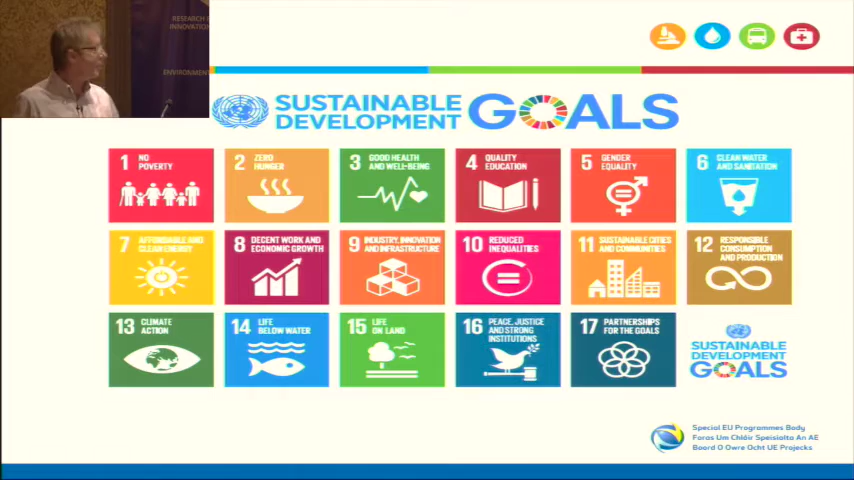 RESEARCH &
INNOVATION
ENVIRONMENT
SUSTAINABLE
DEVELOPMENT
GOALS
1 NO
POVERTY
2 ZERO
HUNGER
3 GOOD HEALTH
AND WELL-BEING
4 QUALITY
EDUCATION
5 GENDER
EQUALITY
6 CLEAN WATER
AND SANITATION
7 AFFORDABLE AND
CLEAN ENERGY
8 DECENT WORK AND
ECONOMIC GROWTH
9 INDUSTRY, INNOVATION
AND INFRASTRUCTURE
10 REDUCED
INEQUALITIES
11 SUSTAINABLE CITIES
AND COMMUNITIES
12 RESPONSIBLE
CONSUMPTION
AND PRODUCTION
13 CLIMATE
ACTION
14 LIFE
BELOW WATER
15 LIFE
ON LAND
16 PEACE, JUSTICE
AND STRONG
INSTITUTIONS
17 PARTNERSHIPS
FOR THE GOALS
SUSTAINABLE
DEVELOPMENT
GOALS
Special EU Programmes Body
Foras Um Chláir Speisialta An AE
Boord O Owre Ocht UE Projecks